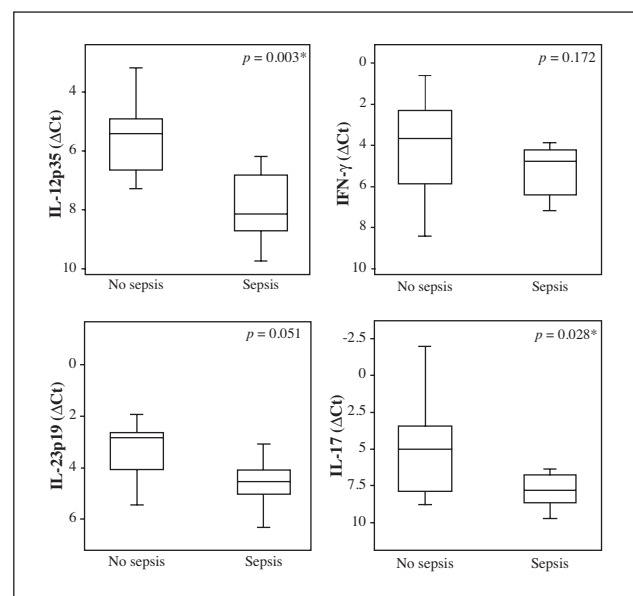 p = 0.003*
IL-12p35 (ΔCt)
4
6
8
10
No sepsis Sepsis
p = 0.172
IFN-γ (ΔCt)
0
2
4
6
8
10
No sepsis Sepsis
p = 0.051
IL-23p19 (ΔCt)
0
2
4
6
No sepsis Sepsis
p = 0.028*
IL-17 (ΔCt)
-2.5
0
2.5
5
7.5
10
No sepsis Sepsis